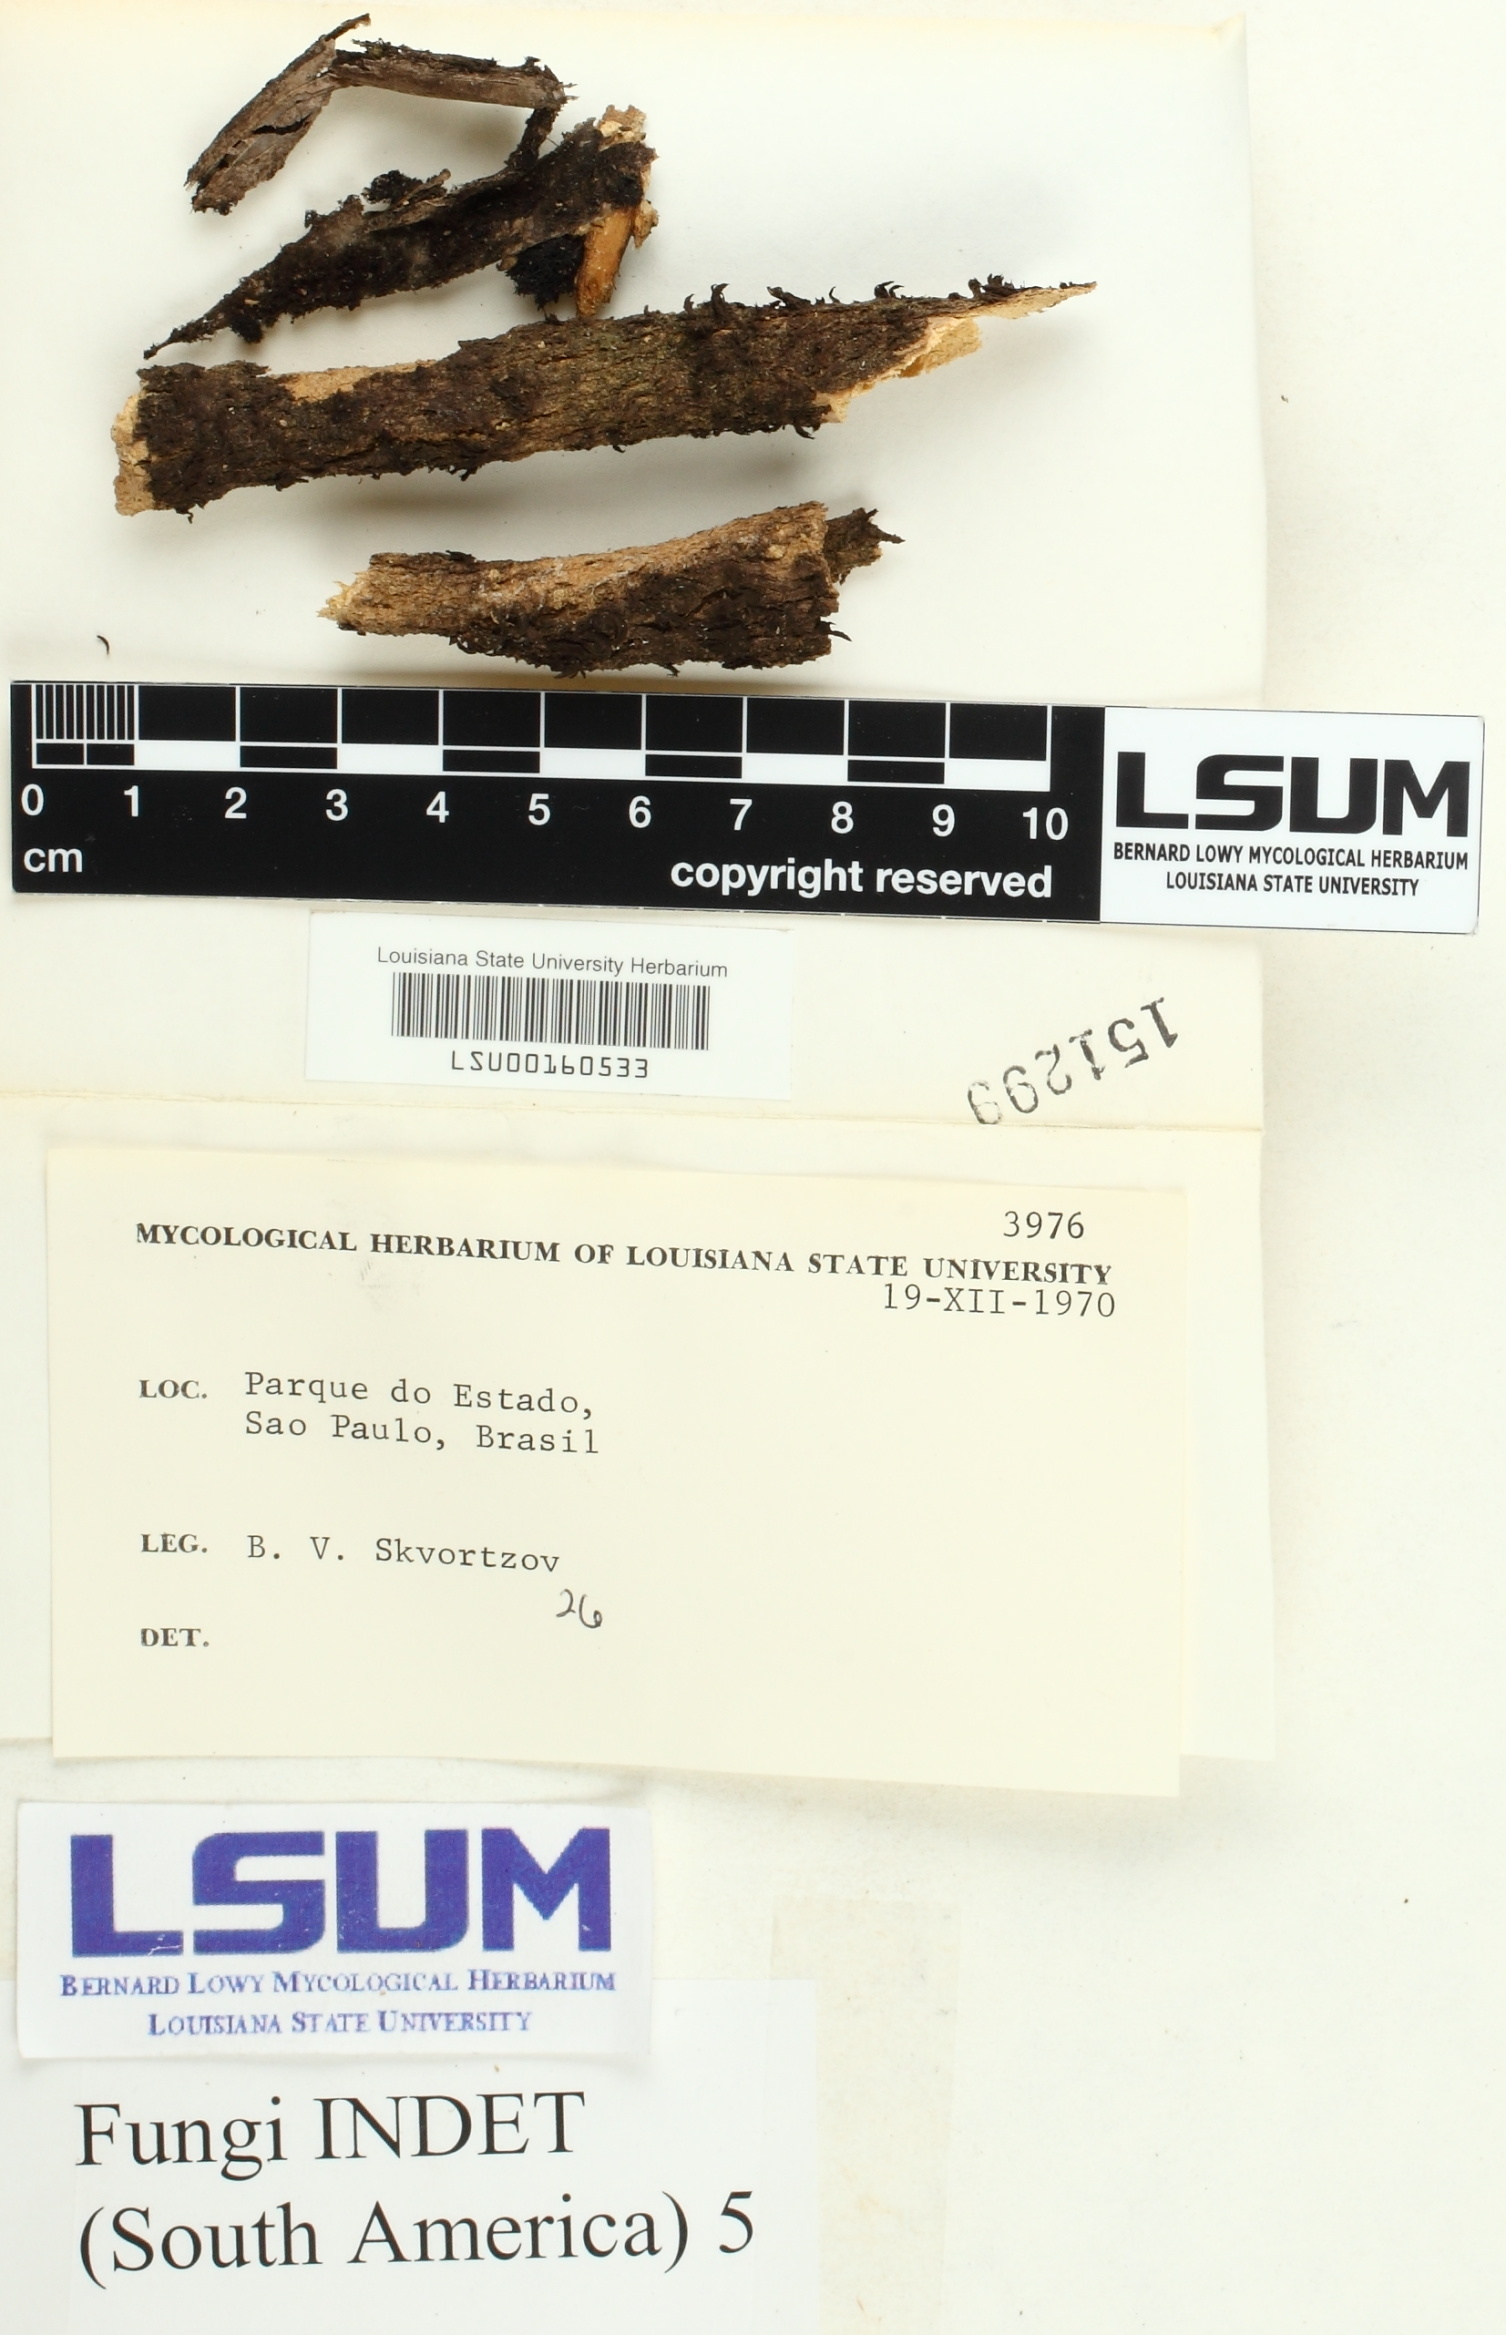 0 1 2 3 4 5 6 7 8 9 10
cm
copyright reserved
LSUM
BERNARD LOWY MYCOLOGICAL HERBARIUM
LOUISIANA STATE UNIVERSITY
Louisiana State University Herbarium
LSU00160533
151299
3976
MYCOLOGICAL HERBARIUM OF LOUISIANA STATE UNIVERSITY
19-XII-1970
LOC. Parque do Estado,
Sao Paulo, Brasil
LEG. B. V. Skvortzov
26
DET.
LSUM
BERNARD LOWY MYCOLOGICAL HERBARIUM
LOUISIANA STATE UNIVERSITY
Fungi INDET
(South America) 5